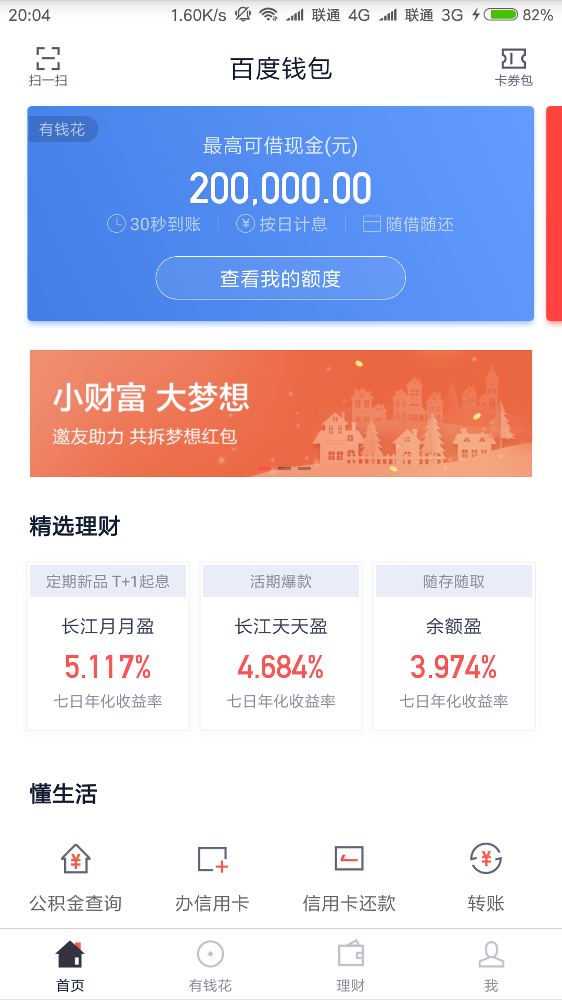 20:04 1.60K/s 联通 4G 联通 3G 82%
百度钱包
扫一扫
卡券包
有钱花
最高可借现金(元)
200,000.00
30秒到账 按日计息 随借随还
查看我的额度
小财富 大梦想
邀友助力 共拆梦想红包
精选理财
定期新品 T+1起息 活期爆款 随存随取
长江月月盈 长江天天盈 余额盈
5.117% 4.684% 3.974%
七日年化收益率 七日年化收益率 七日年化收益率
懂生活
公积金查询 办信用卡 信用卡还款 转账
首页 有钱花 理财 我